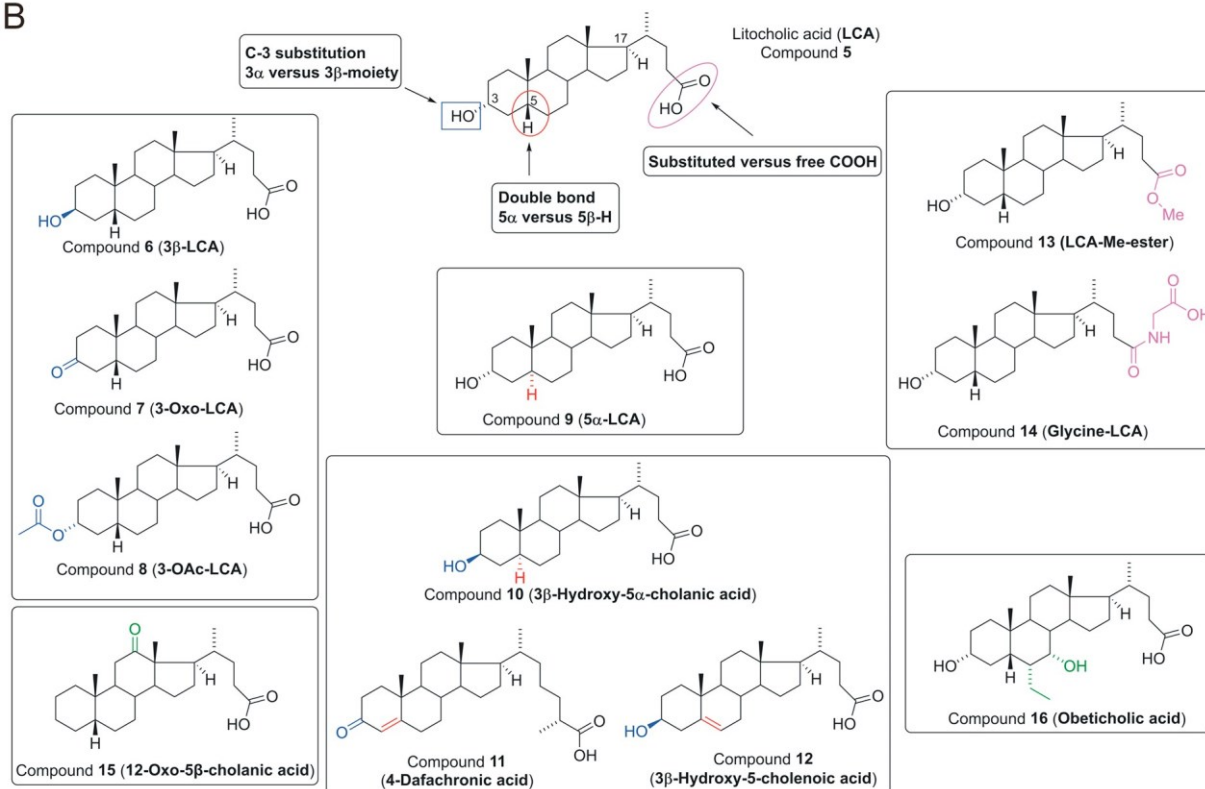 B
C-3 substitution
3α versus 3β-moiety
17
H
O
HO
3
HO
5
H
Litocholic acid (LCA)
Compound 5
Substituted versus free COOH
Double bond
5α versus 5β-H
H
O
HO
HO
H
Compound 6 (3β-LCA)
H
O
HO
O
H
Compound 7 (3-Oxo-LCA)
H
O
HO
O
O
H
Compound 8 (3-OAc-LCA)
O
H
O
HO
H
Compound 15 (12-Oxo-5β-cholanic acid)
H
O
HO
HO
H
Compound 9 (5α-LCA)
H
O
HO
HO
H
Compound 10 (3β-Hydroxy-5α-cholanic acid)
H
O
O
OH
Compound 11
(4-Dafachronic acid)
H
O
HO
HO
Compound 12
(3β-Hydroxy-5-cholenoic acid)
H
O
O
Me
HO
H
Compound 13 (LCA-Me-ester)
H
O
OH
NH
O
HO
H
Compound 14 (Glycine-LCA)
H
O
HO
HO
H
OH
Compound 16 (Obeticholic acid)